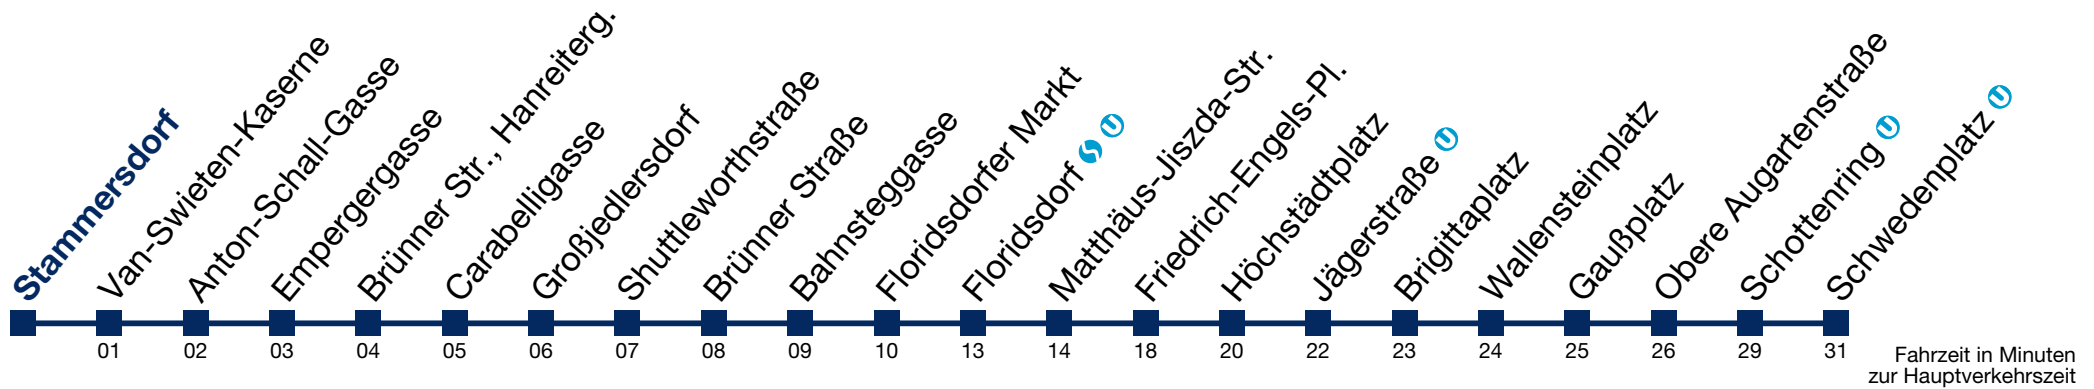 Stammersdorf
Van-Swieten-Kaserne
Anton-Schall-Gasse
Empergergasse
Brünner Str., Hanreiterg.
Carabelligasse
Großjedlersdorf
Shuttleworthstraße
Brünner Straße
Bahnsteggasse
Floridsdorfer Markt
Floridsdorf S U
Matthäus-Jiszda-Str.
Friedrich-Engels-Pl.
Höchstädtplatz
Jägerstraße U
Brigittaplatz
Wallensteinplatz
Gaußplatz
Obere Augartenstraße
Schottenring U
Schwedenplatz U
01 02 03 04 05 06 07 08 09 10 13 14 18 20 22 23 24 25 26 29 31
Fahrzeit in Minuten
zur Hauptverkehrszeit